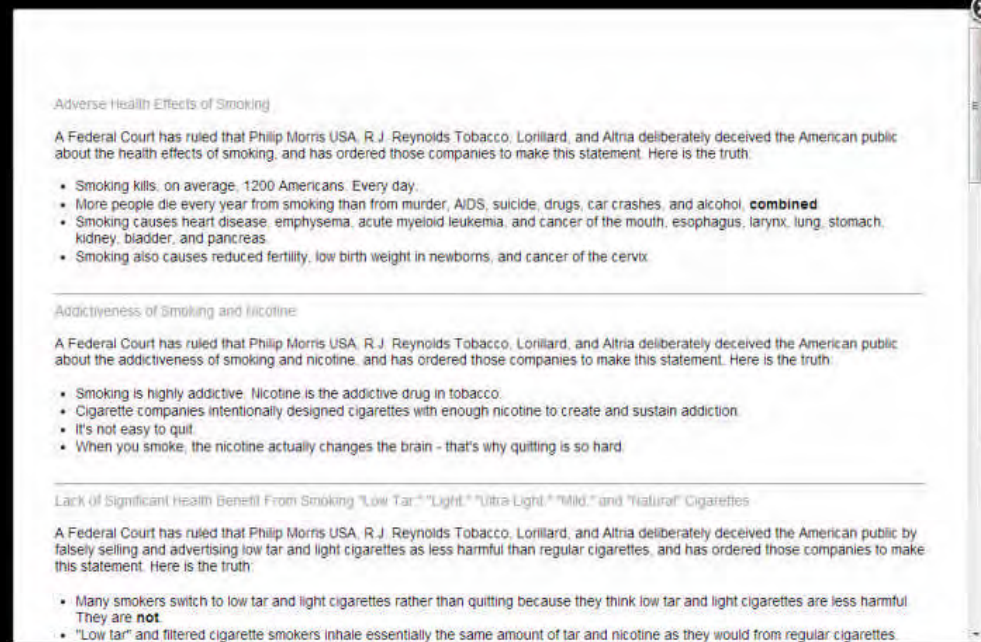 Adverse Health Effects of Smoking
A Federal Court has ruled that Philip Morris USA, R.J. Reynolds Tobacco, Lorillard, and Altria deliberately deceived the American public
about the health effects of smoking, and has ordered those companies to make this statement. Here is the truth:
• Smoking kills, on average, 1200 Americans. Every day.
• More people die every year from smoking than from murder, AIDS, suicide, drugs, car crashes, and alcohol, combined.
• Smoking causes heart disease, emphysema, acute myeloid leukemia, and cancer of the mouth, esophagus, larynx, lung, stomach,
kidney, bladder, and pancreas.
• Smoking also causes reduced fertility, low birth weight in newborns, and cancer of the cervix.
Addictiveness of Smoking and Nicotine
A Federal Court has ruled that Philip Morris USA, R.J. Reynolds Tobacco, Lorillard, and Altria deliberately deceived the American public
about the addictiveness of smoking and nicotine, and has ordered those companies to make this statement. Here is the truth:
• Smoking is highly addictive. Nicotine is the addictive drug in tobacco.
• Cigarette companies intentionally designed cigarettes with enough nicotine to create and sustain addiction.
• It's not easy to quit.
• When you smoke, the nicotine actually changes the brain - that's why quitting is so hard.
Lack of Significant Health Benefit From Smoking "Low Tar," "Light," "Ultra Light," "Mild," and "Natural" Cigarettes
A Federal Court has ruled that Philip Morris USA, R.J. Reynolds Tobacco, Lorillard, and Altria deliberately deceived the American public by
falsely selling and advertising low tar and light cigarettes as less harmful than regular cigarettes, and has ordered those companies to make
this statement. Here is the truth:
• Many smokers switch to low tar and light cigarettes rather than quitting because they think low tar and light cigarettes are less harmful.
They are not.
• "Low tar" and filtered cigarette smokers inhale essentially the same amount of tar and nicotine as they would from regular cigarettes.